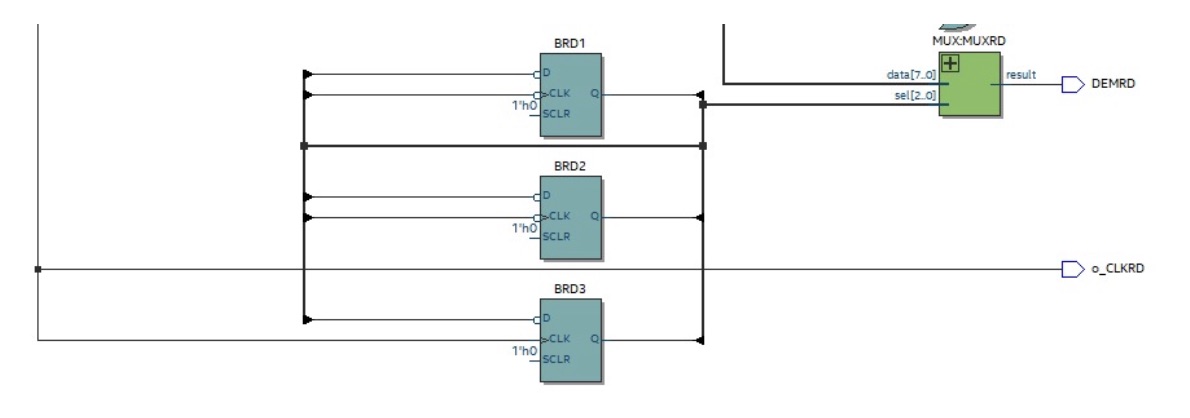 MUX:MUXRD
BRD1
data[7..0]
result
DEMRD
sel[2..0]
D
CLK
Q
1'h0
SCLR
BRD2
D
CLK
Q
1'h0
SCLR
o_CLKRD
BRD3
D
CLK
Q
1'h0
SCLR